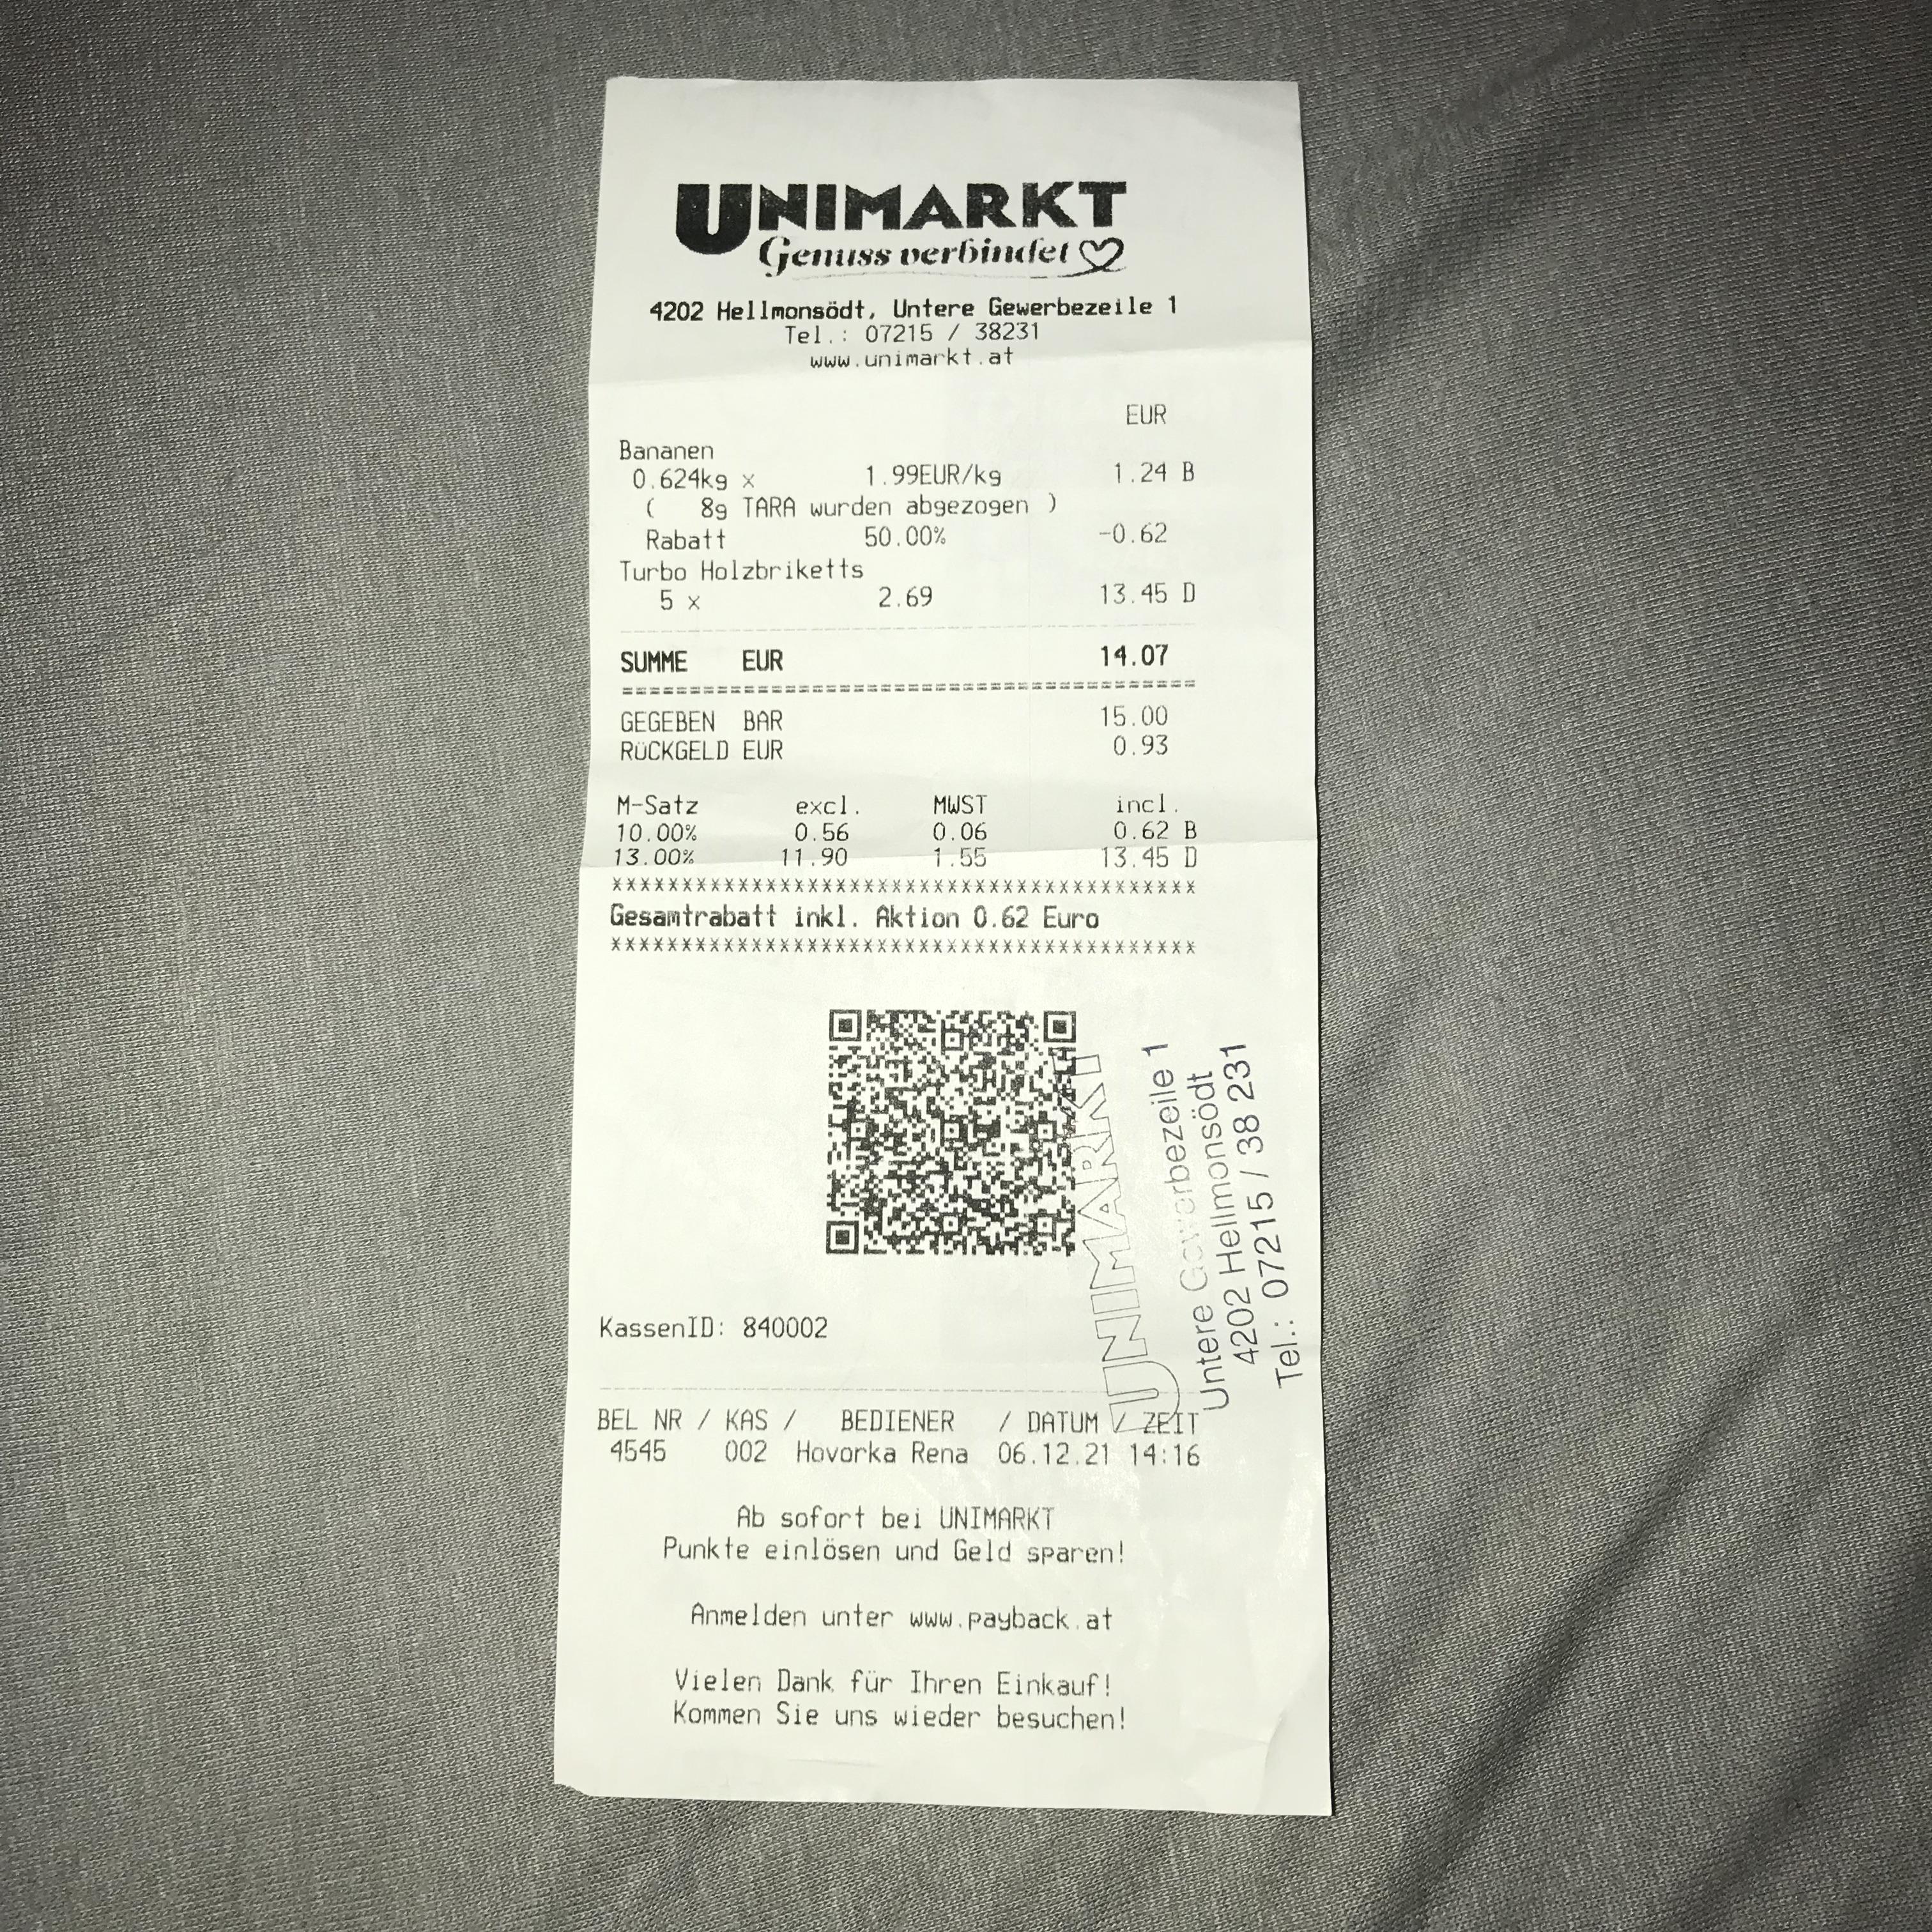 UNIMARKT
Genuss verbindet
4202 Hellmonsödt, Untere Gewerbezeile 1
Tel.: 07215 / 38231
www.unimarkt.at
EUR
Bananen
0.624kg x 1.99EUR/kg 1.24 B
( 8g TARA wurden abgezogen )
Rabatt 50.00% -0.62
Turbo Holzbriketts
5 x 2.69 13.45 D
SUMME EUR 14.07
=========================================
GEGEBEN BAR 15.00
RÜCKGELD EUR 0.93
M-Satz excl. MWST incl.
10.00% 0.56 0.06 0.62 B
13.00% 11.90 1.55 13.45 D
******************************************
Gesamtrabatt inkl. Aktion 0.62 Euro
******************************************
UNIMARKT
Untere Gewerbezeile 1
4202 Hellmonsödt
Tel.: 07215 / 38 231
KassenID: 840002
BEL NR / KAS / BEDIENER / DATUM / ZEIT
4545 002 Hovorka Rena 06.12.21 14:16
Ab sofort bei UNIMARKT
Punkte einlösen und Geld sparen!
Anmelden unter www.payback.at
Vielen Dank für Ihren Einkauf!
Kommen Sie uns wieder besuchen!